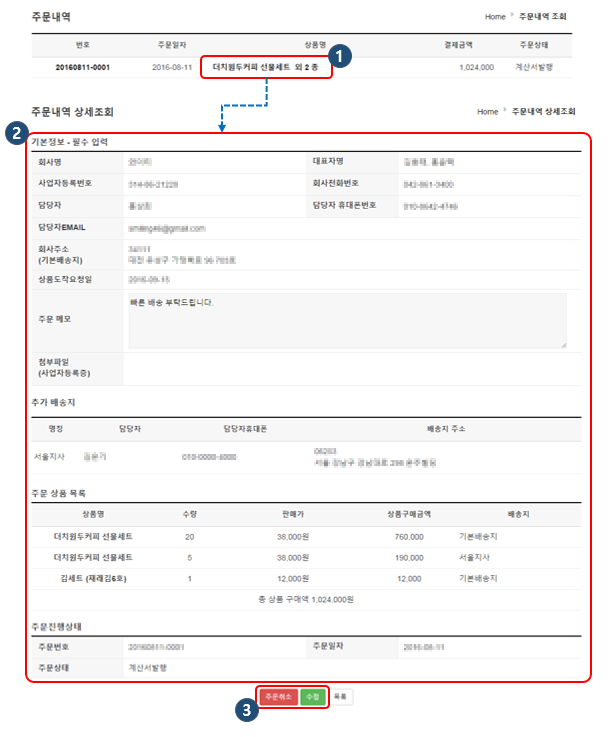 주문내역
Home > 주문내역 조회
번호 주문일자 상품명 결제금액 주문상태
20160811-0001 2016-08-11 더치원두커피 선물세트 외 2 종 1,024,000 계산서발행
1
주문내역 상세조회
Home > 주문내역 상세조회
2
기본정보 - 필수 입력
회사명 대표자명
사업자등록번호 회사전화번호
담당자 담당자 휴대폰번호
담당자EMAIL
회사주소
(기본배송지)
상품도착요청일
주문 메모 빠른 배송 부탁드립니다.
첨부파일
(사업자등록증)
추가 배송지
명칭 담당자 담당자휴대폰 배송지 주소
서울지사
주문 상품 목록
상품명 수량 판매가 상품구매금액 배송지
더치원두커피 선물세트 20 38,000원 760,000 기본배송지
더치원두커피 선물세트 5 38,000원 190,000 서울지사
김세트 (재래김6호) 1 12,000원 12,000 기본배송지
총 상품 구매액 1,024,000원
주문진행상태
주문번호 20160811-0001 주문일자 2016-08-11
주문상태 계산서발행
3
주문취소 수정 목록